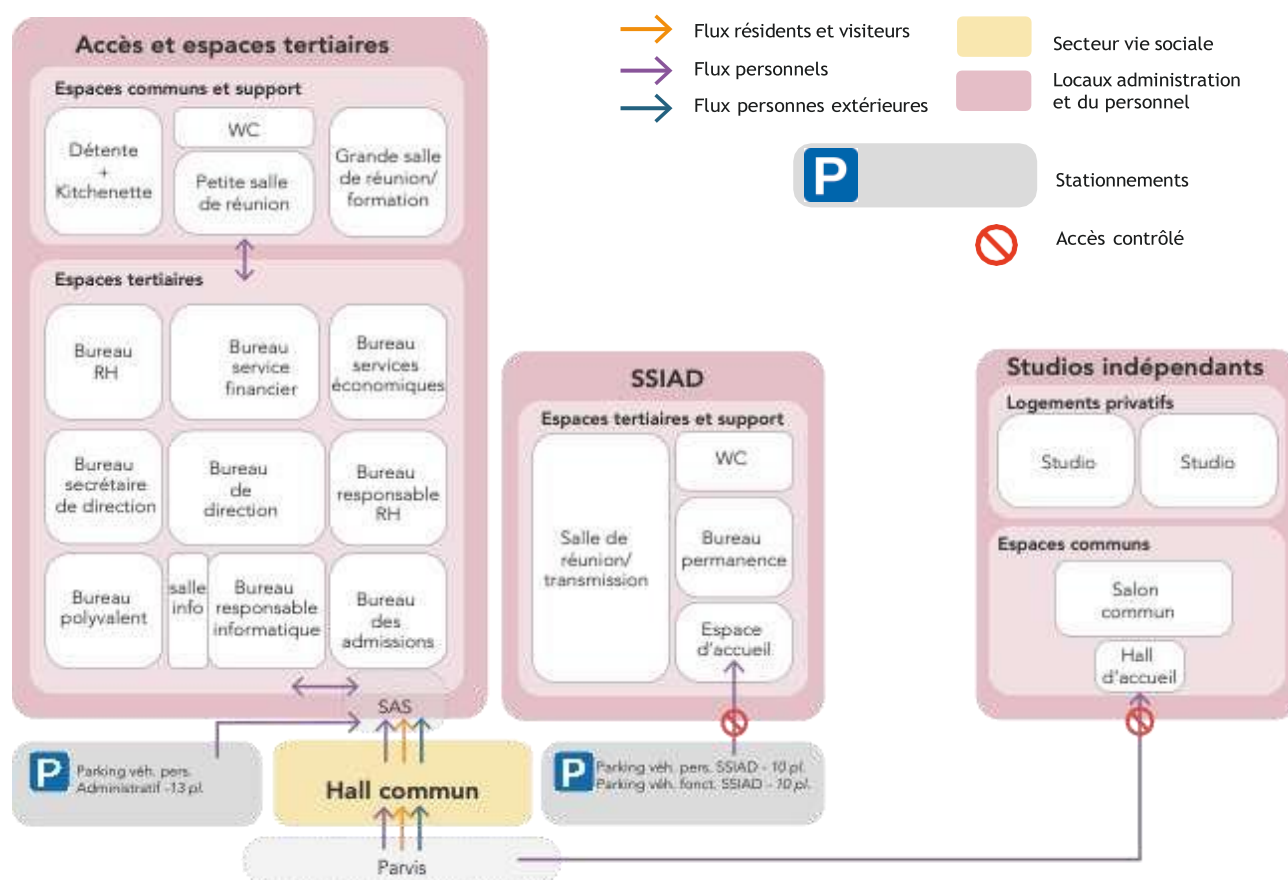 Accès et espaces tertiaires
Espaces communs et support
Détente
+
Kitchenette
WC
Petite salle
de réunion
Grande salle
de réunion/
formation
Espaces tertiaires
Bureau
RH
Bureau
service
financier
Bureau
services
économiques
Bureau
secrétaire
de direction
Bureau
de
direction
Bureau
responsable
RH
Bureau
polyvalent
salle
info
Bureau
responsable
informatique
Bureau
des
admissions
SAS
P
Parking véh. pers.
Administratif -13 pl.
Hall commun
Parvis
Flux résidents et visiteurs
Flux personnels
Flux personnes extérieures
Secteur vie sociale
Locaux administration
et du personnel
P
Stationnements
Accès contrôlé
SSIAD
Espaces tertiaires et support
Salle de
réunion/
transmission
WC
Bureau
permanence
Espace
d'accueil
P
Parking véh. pers. SSIAD - 10 pl.
Parking véh. fonct. SSIAD - 10 pl.
Studios indépendants
Logements privatifs
Studio
Studio
Espaces communs
Salon
commun
Hall
d'accueil